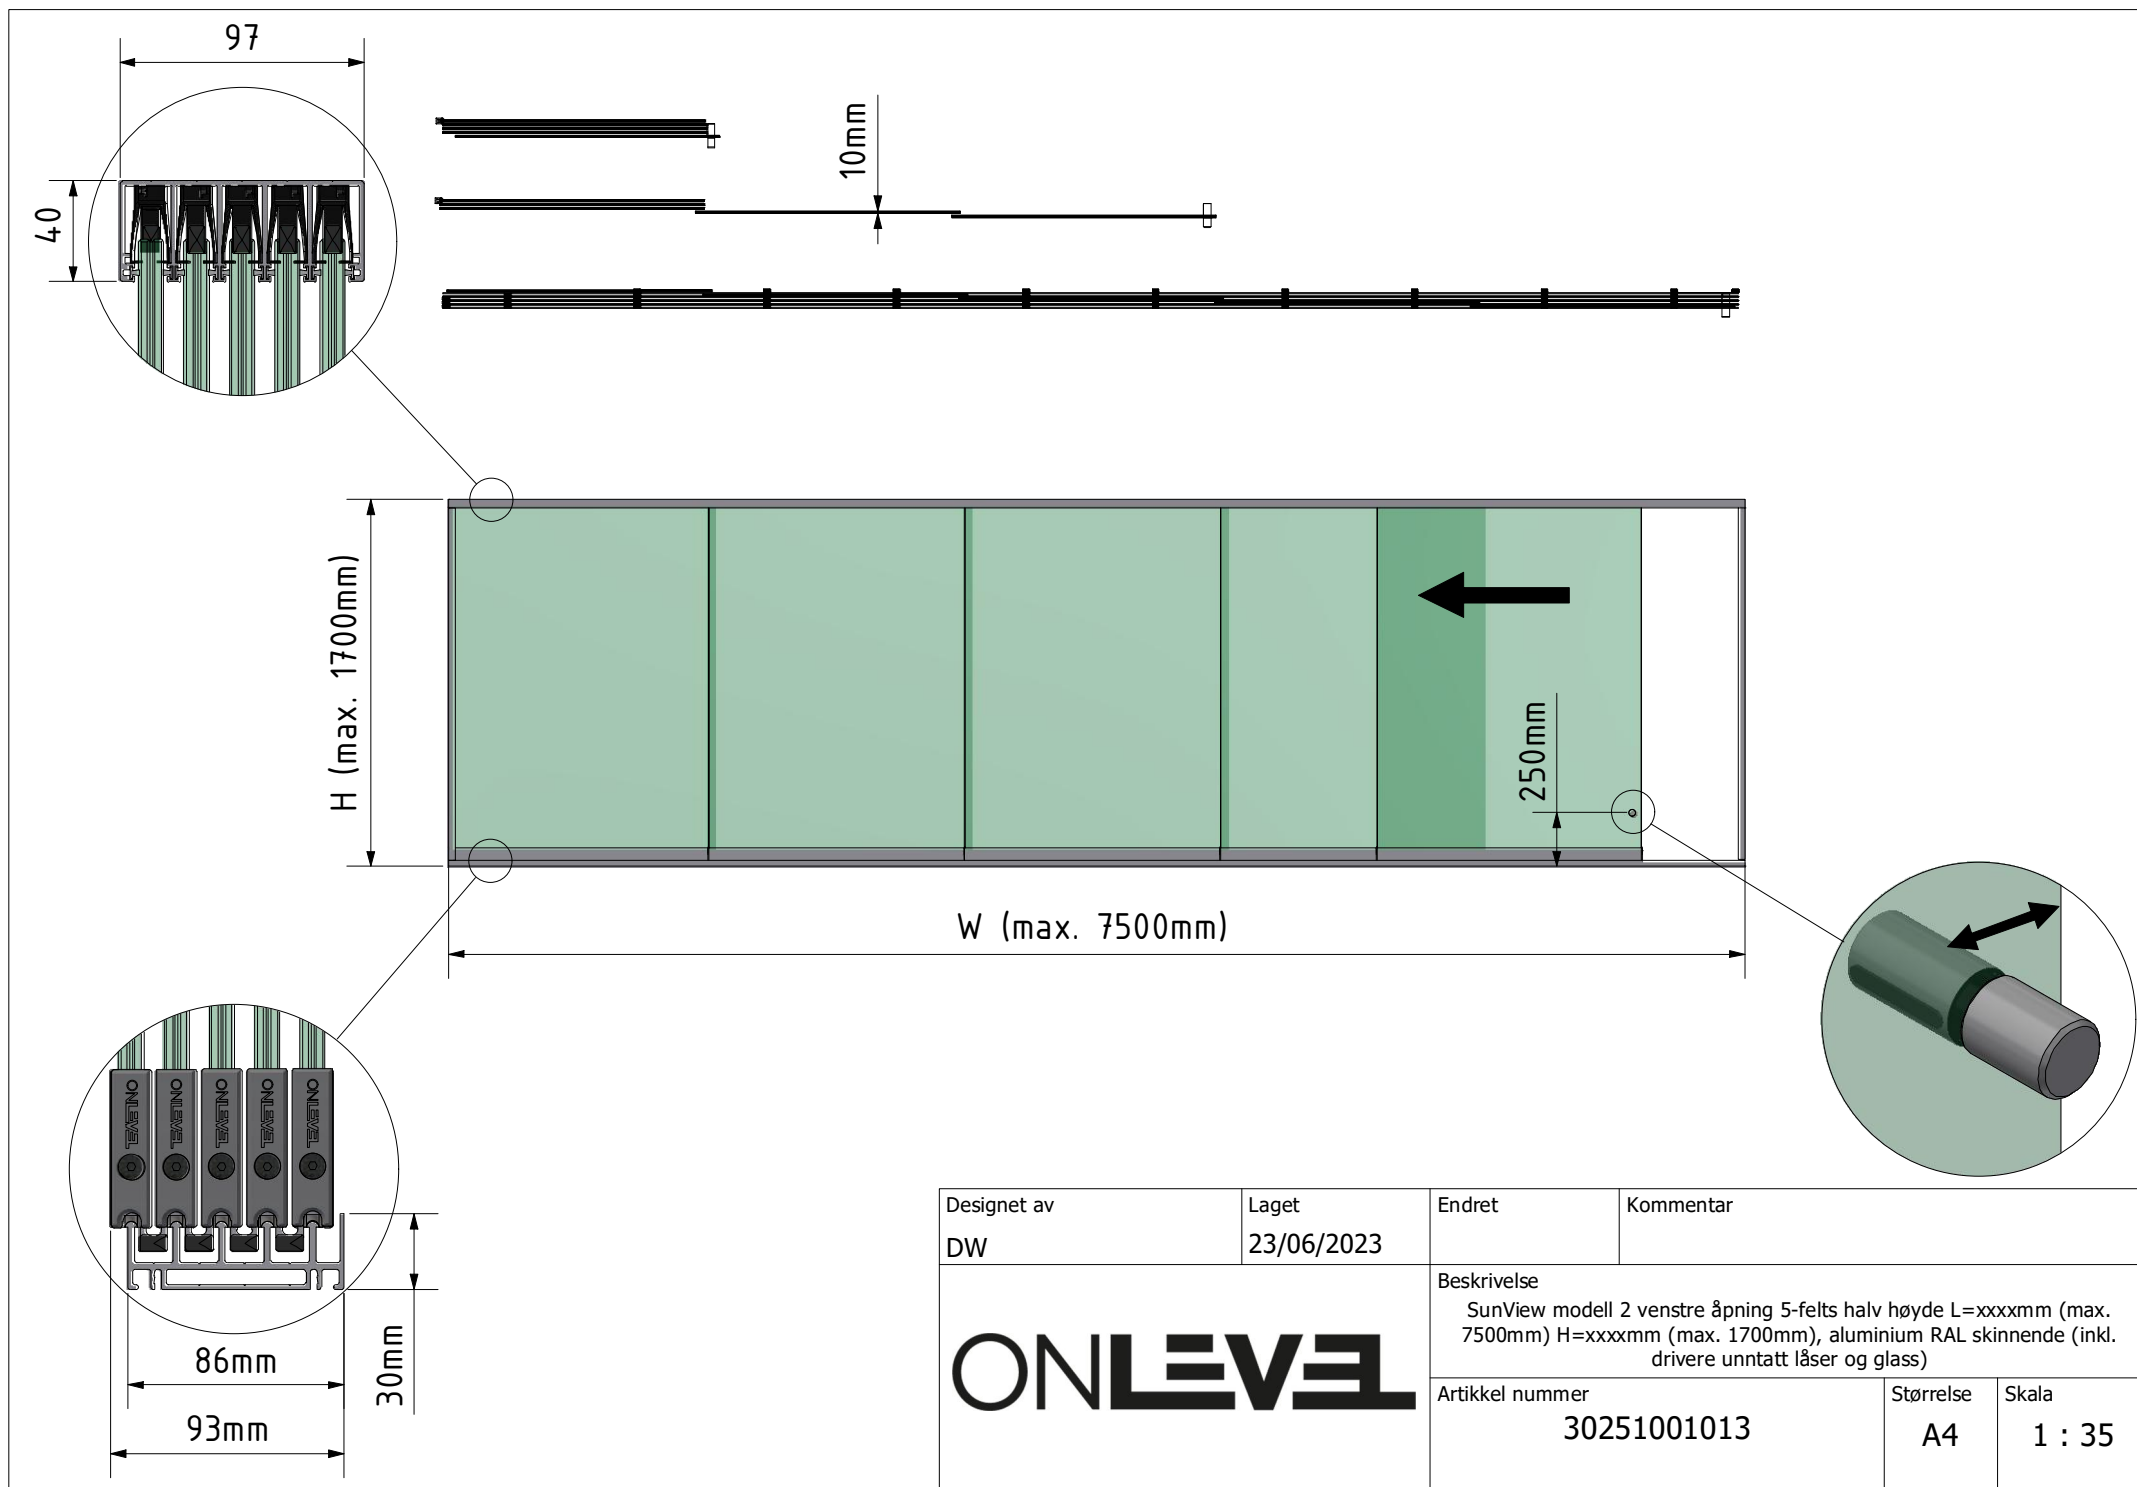 97
40
10mm
H (max. 1700mm)
250mm
W (max. 7500mm)
ONLEVEL
ONLEVEL
ONLEVEL
ONLEVEL
ONLEVEL
30mm
86mm
93mm
Designet av
DW
Laget
23/06/2023
Endret
Kommentar
ONLEVEL
Beskrivelse
SunView modell 2 venstre åpning 5-felts halv høyde L=xxxxmm (max.
7500mm) H=xxxxmm (max. 1700mm), aluminium RAL skinnende (inkl.
drivere unntatt låser og glass)
Artikkel nummer
30251001013
Størrelse
A4
Skala
1 : 35